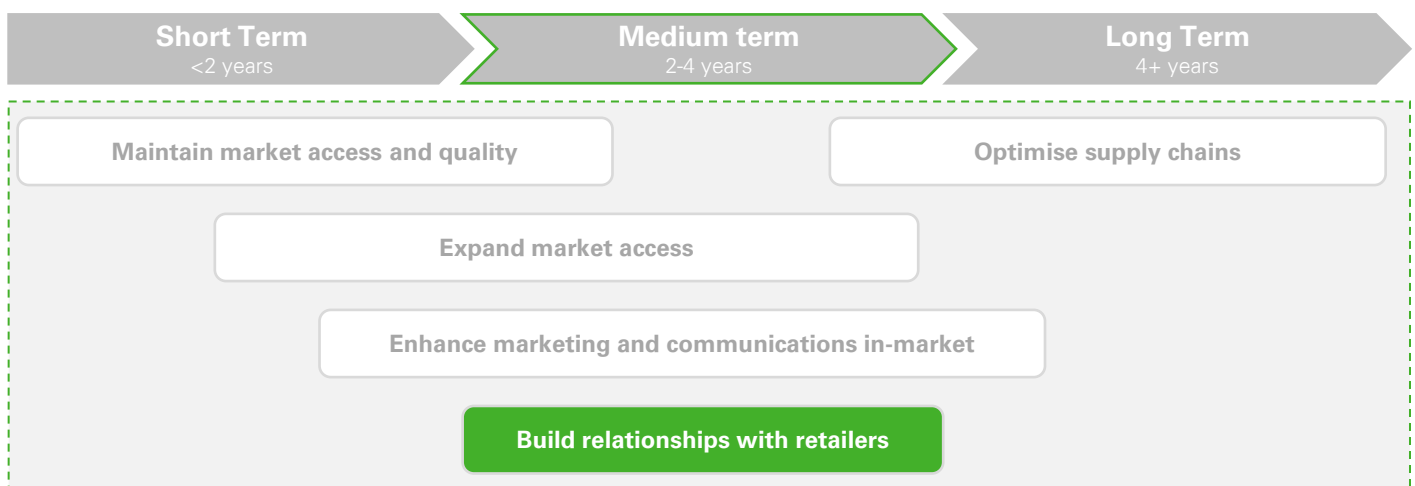 Short Term
<2 years
Medium term
2-4 years
Long Term
4+ years
Maintain market access and quality
Optimise supply chains
Expand market access
Enhance marketing and communications in-market
Build relationships with retailers